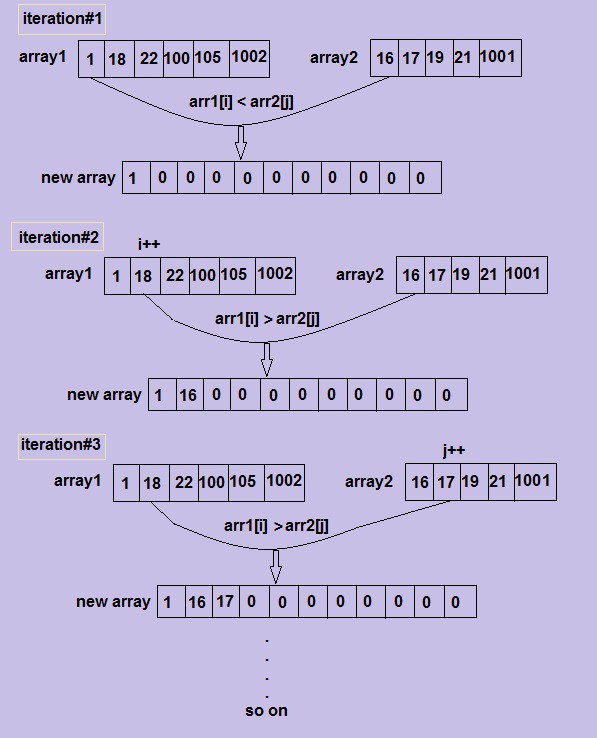 iteration#1
array1 1 18 22 100 105 1002 array2 16 17 19 21 1001
arr1[i] < arr2[j]
new array 1 0 0 0 0 0 0 0 0 0 0
iteration#2 i++
array1 1 18 22 100 105 1002 array2 16 17 19 21 1001
arr1[i] > arr2[j]
new array 1 16 0 0 0 0 0 0 0 0 0
iteration#3 j++
array1 1 18 22 100 105 1002 array2 16 17 19 21 1001
arr1[i] > arr2[j]
new array 1 16 17 0 0 0 0 0 0 0 0
.
.
.
.
so on